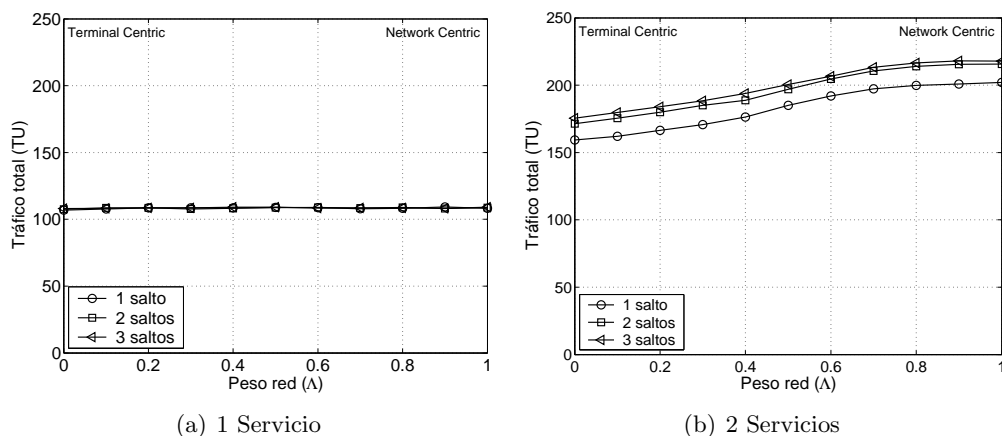 250
200
150
100
50
0
Tráfico total (TU)
Terminal Centric Network Centric
1 salto
2 saltos
3 saltos
0 0.2 0.4 0.6 0.8 1
Peso red (Λ)
(a) 1 Servicio
250
200
150
100
50
0
Tráfico total (TU)
Terminal Centric Network Centric
1 salto
2 saltos
3 saltos
0 0.2 0.4 0.6 0.8 1
Peso red (Λ)
(b) 2 Servicios